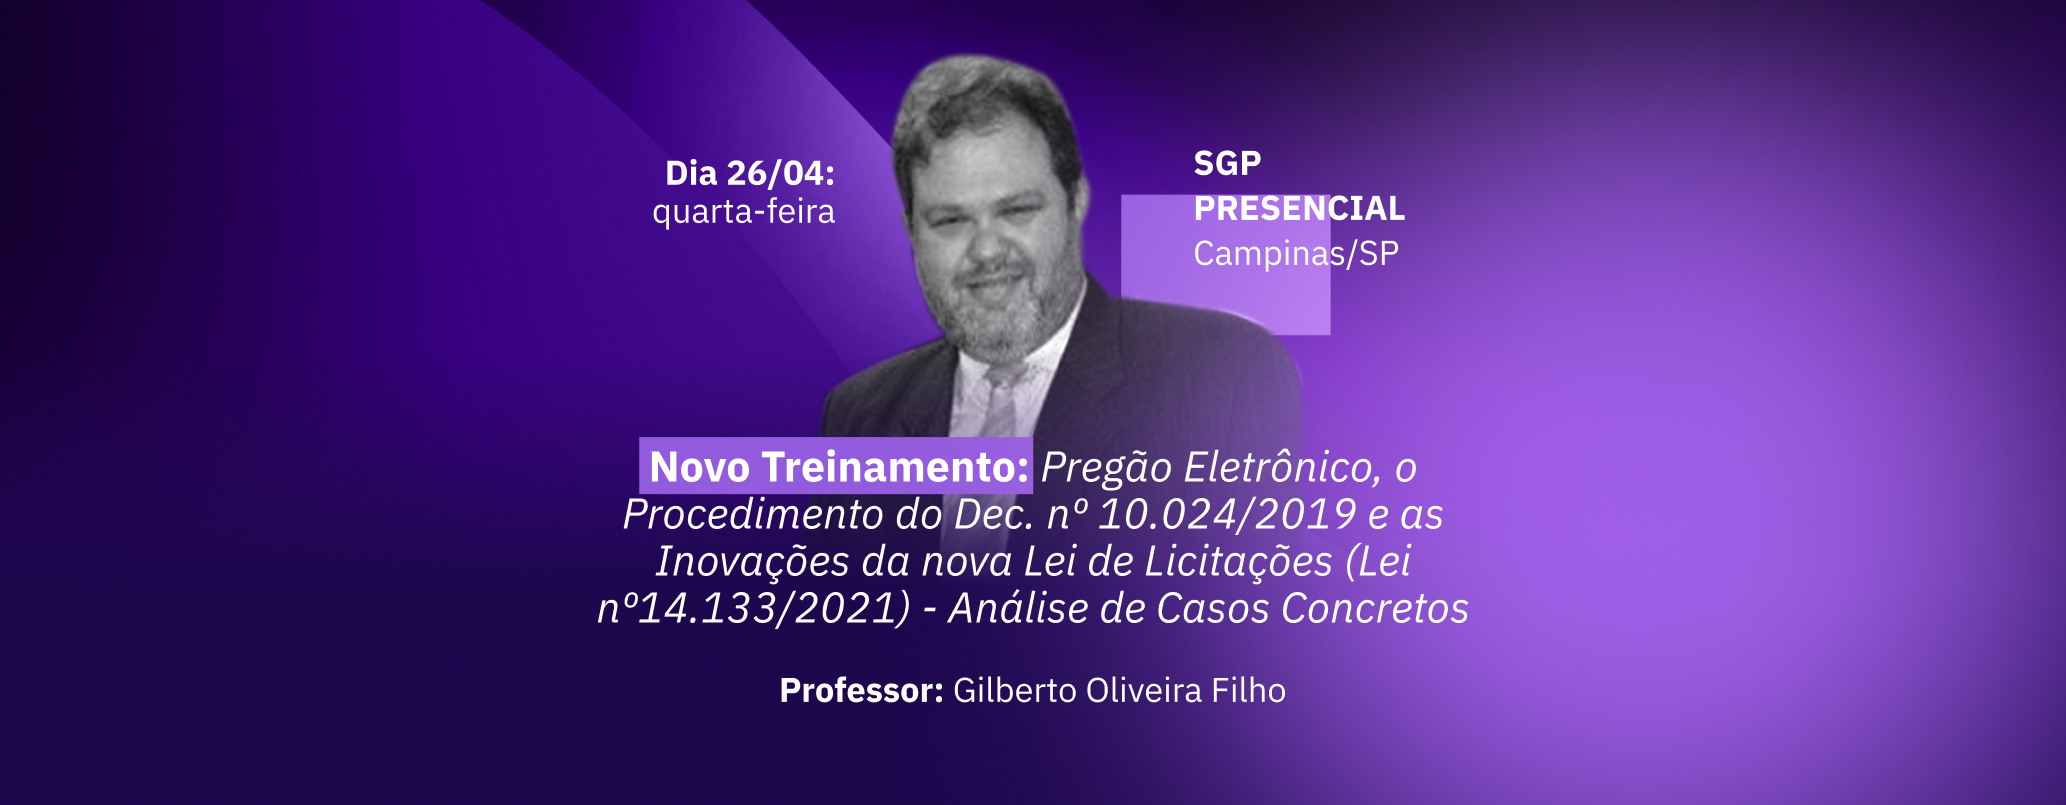 Dia 26/04:
quarta-feira
SGP
PRESENCIAL
Campinas/SP
Novo Treinamento: Pregão Eletrônico, o
Procedimento do Dec. nº 10.024/2019 e as
Inovações da nova Lei de Licitações (Lei
nº14.133/2021) - Análise de Casos Concretos
Professor: Gilberto Oliveira Filho